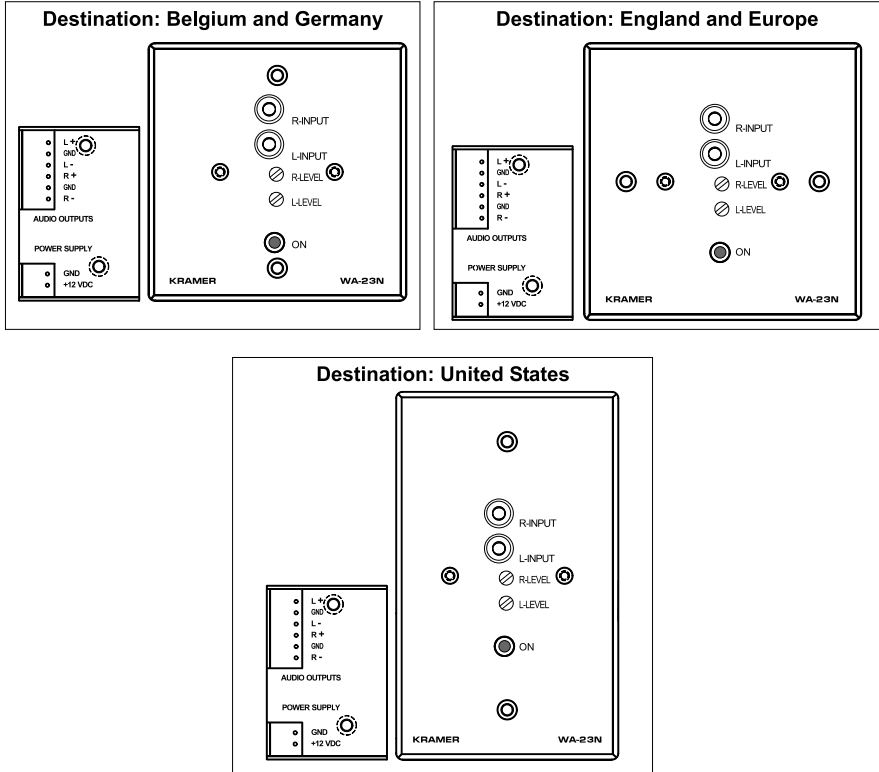 Destination: Belgium and Germany
L +
GND
L -
R +
GND
R -
AUDIO OUTPUTS
POWER SUPPLY
GND
+12 VDC
R-INPUT
L-INPUT
R-LEVEL
L-LEVEL
ON
KRAMER
WA-23N
Destination: England and Europe
L +
GND
L -
R +
GND
R -
AUDIO OUTPUTS
POWER SUPPLY
GND
+12 VDC
R-INPUT
L-INPUT
R-LEVEL
L-LEVEL
ON
KRAMER
WA-23N
Destination: United States
L +
GND
L -
R +
GND
R -
AUDIO OUTPUTS
POWER SUPPLY
GND
+12 VDC
R-INPUT
L-INPUT
R-LEVEL
L-LEVEL
ON
KRAMER
WA-23N